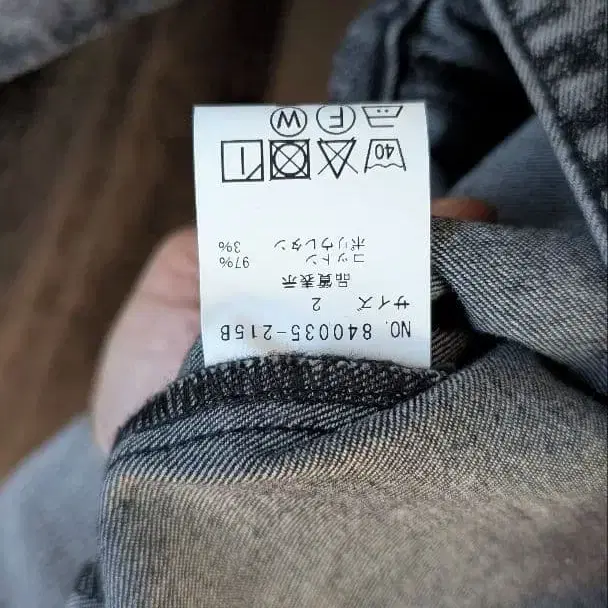 NO. 840035-215B
サイズ 2
品質表示
コットン 97%
ポリウレタン 3%
40
F W